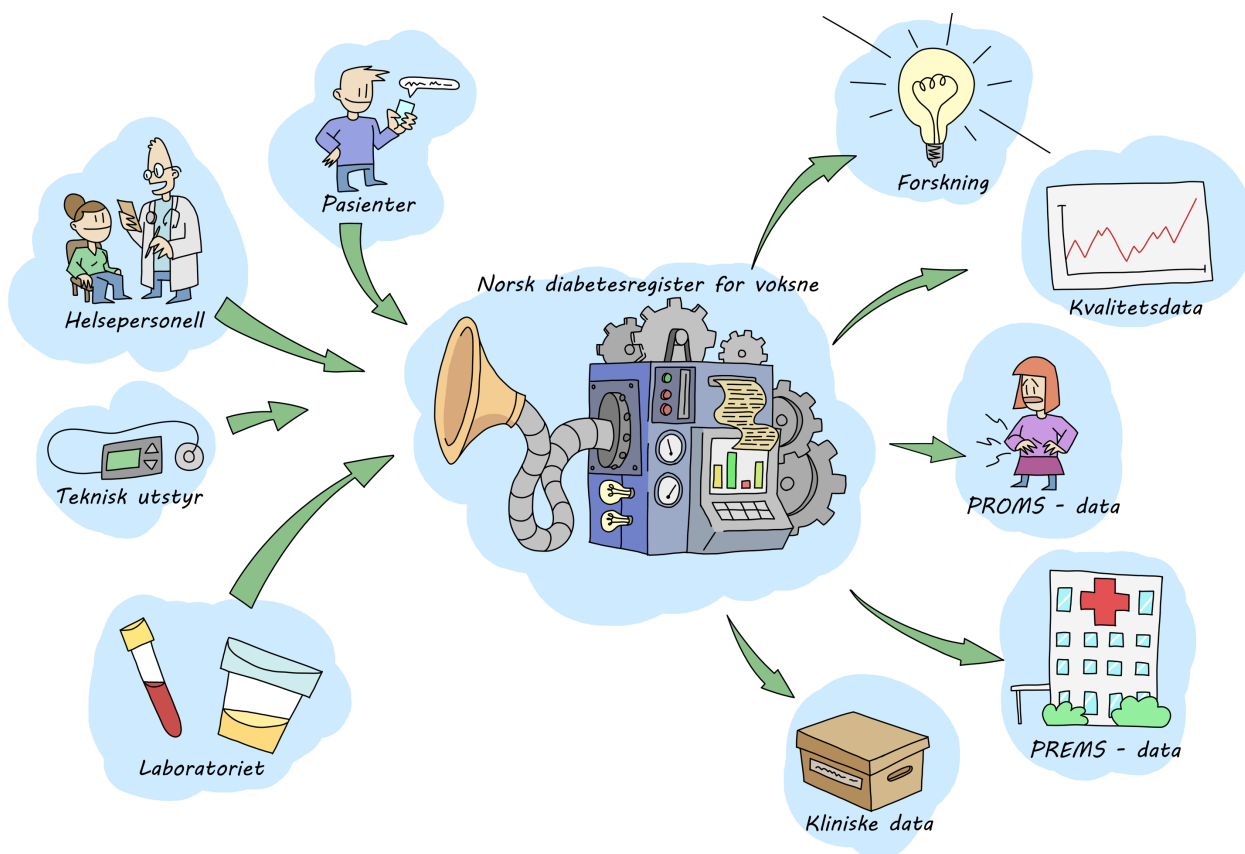 Pasienter
Helsepersonell
Teknisk utstyr
Laboratoriet
Norsk diabetesregister for voksne
Forskning
Kvalitetsdata
PROMS - data
PREMS - data
Kliniske data